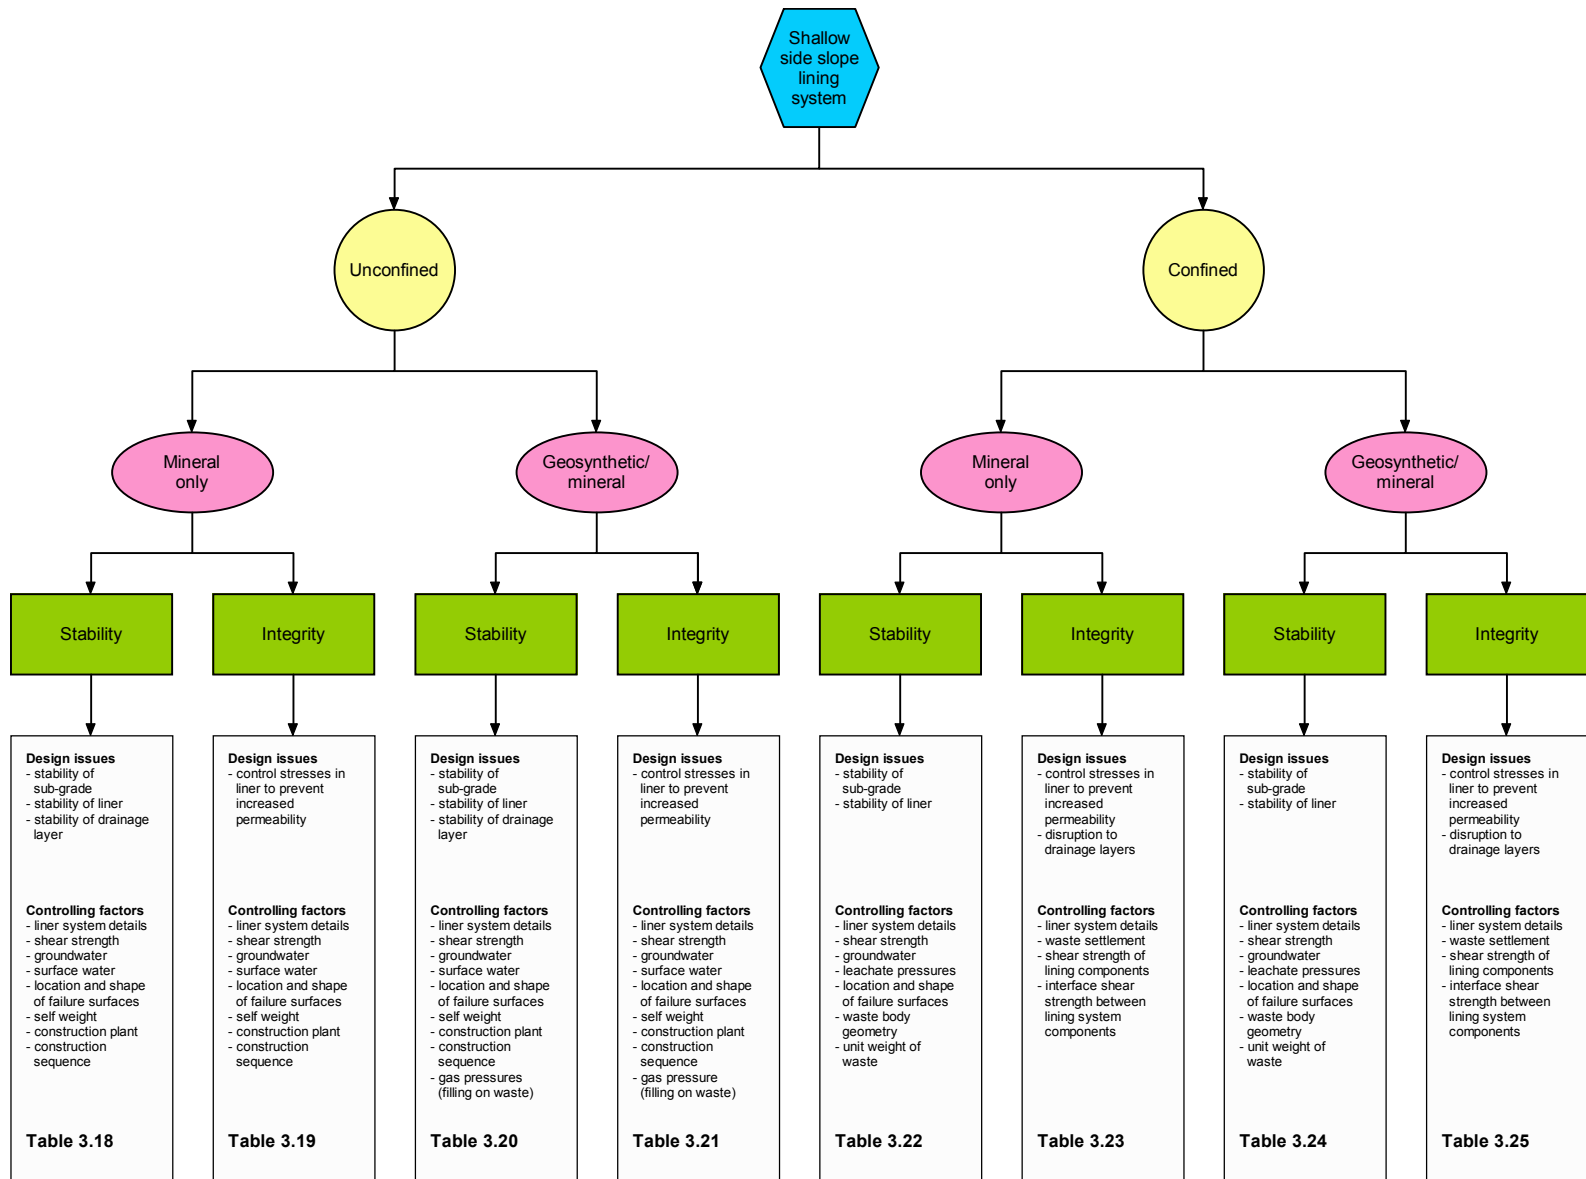 Shallow
side slope
lining
system
Unconfined
Confined
Mineral
only
Geosynthetic/
mineral
Mineral
only
Geosynthetic/
mineral
Stability
Integrity
Stability
Integrity
Stability
Integrity
Stability
Integrity
Design issues
- stability of
sub-grade
- stability of liner
- stability of drainage
layer
Controlling factors
- liner system details
- shear strength
- groundwater
- surface water
- location and shape
of failure surfaces
- self weight
- construction plant
- construction
sequence
Table 3.18
Design issues
- control stresses in
liner to prevent
increased
permeability
Controlling factors
- liner system details
- shear strength
- groundwater
- surface water
- location and shape
of failure surfaces
- self weight
- construction plant
- construction
sequence
Table 3.19
Design issues
- stability of
sub-grade
- stability of liner
- stability of drainage
layer
Controlling factors
- liner system details
- shear strength
- groundwater
- surface water
- location and shape
of failure surfaces
- self weight
- construction plant
- construction
sequence
- gas pressures
(filling on waste)
Table 3.20
Design issues
- control stresses in
liner to prevent
increased
permeability
Controlling factors
- liner system details
- shear strength
- groundwater
- surface water
- location and shape
of failure surfaces
- self weight
- construction plant
- construction
sequence
- gas pressure
(filling on waste)
Table 3.21
Design issues
- stability of
sub-grade
- stability of liner
Controlling factors
- liner system details
- shear strength
- groundwater
- leachate pressures
- location and shape
of failure surfaces
- waste body
geometry
- unit weight of
waste
Table 3.22
Design issues
- control stresses in
liner to prevent
increased
permeability
- disruption to
drainage layers
Controlling factors
- liner system details
- waste settlement
- shear strength of
lining components
- interface shear
strength between
lining system
components
Table 3.23
Design issues
- stability of
sub-grade
- stability of liner
Controlling factors
- liner system details
- shear strength
- groundwater
- leachate pressures
- location and shape
of failure surfaces
- waste body
geometry
- unit weight of
waste
Table 3.24
Design issues
- control stresses in
liner to prevent
increased
permeability
- disruption to
drainage layers
Controlling factors
- liner system details
- waste settlement
- shear strength of
lining components
- interface shear
strength between
lining system
components
Table 3.25